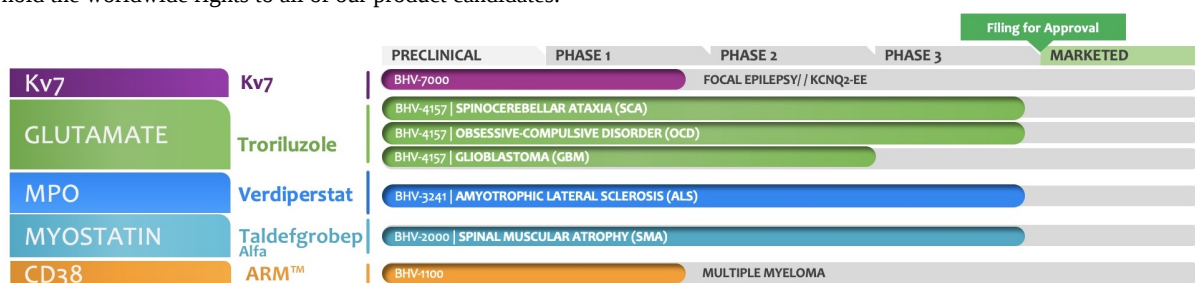 hold the worldwide rights to all of our product candidates.
Filing for Approval
PRECLINICAL PHASE 1 PHASE 2 PHASE 3 MARKETED
Kv7 Kv7 BHV-7000 FOCAL EPILEPSY/ / KCNQ2-EE
GLUTAMATE Troriluzole
BHV-4157 | SPINOCEREBELLAR ATAXIA (SCA)
BHV-4157 | OBSESSIVE-COMPULSIVE DISORDER (OCD)
BHV-4157 | GLIOBLASTOMA (GBM)
MPO Verdiperstat BHV-3241 | AMYOTROPHIC LATERAL SCLEROSIS (ALS)
MYOSTATIN Taldefgrobep BHV-2000 | SPINAL MUSCULAR ATROPHY (SMA)
Alfa
CD38 ARM™ BHV-1100 MULTIPLE MYELOMA